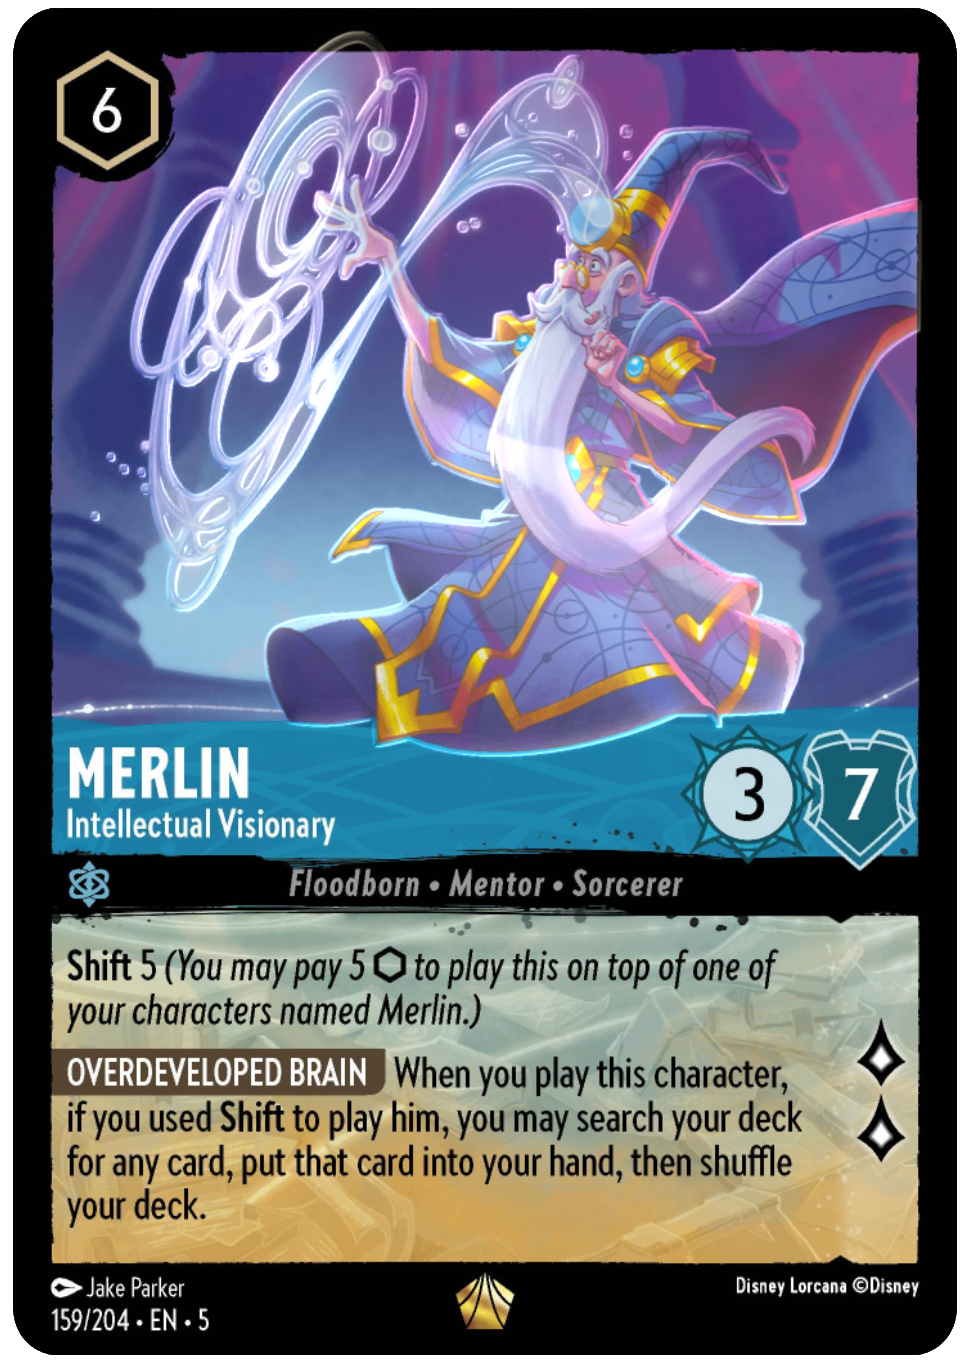 6
MERLIN
Intellectual Visionary
3
7
Floodborn • Mentor • Sorcerer
Shift 5 (You may pay 5 ⬡ to play this on top of one of
your characters named Merlin.)
OVERDEVELOPED BRAIN When you play this character,
if you used Shift to play him, you may search your deck
for any card, put that card into your hand, then shuffle
your deck.
Jake Parker
Disney Lorcana ©Disney
159/204 • EN • 5